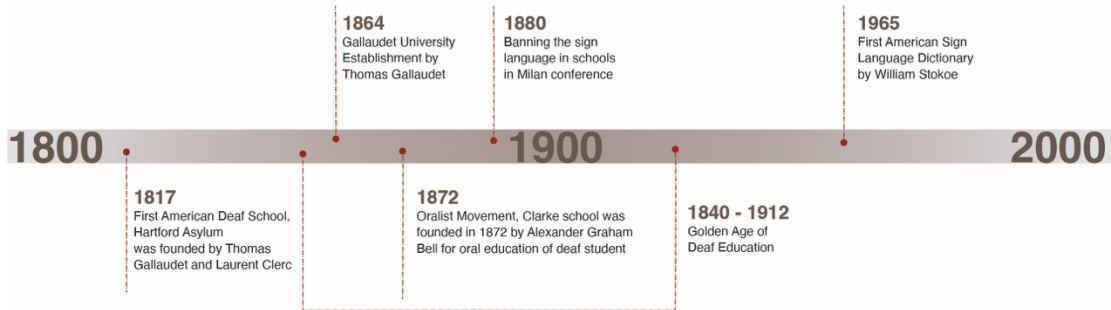 1864
Gallaudet University
Establishment by
Thomas Gallaudet
1880
Banning the sign
language in schools
in Milan conference
1965
First American Sign
Language Dictionary
by William Stokoe
1800
1900
2000
1817
First American Deaf School,
Hartford Asylum
was founded by Thomas
Gallaudet and Laurent Clerc
1872
Oralist Movement, Clarke school was
founded in 1872 by Alexander Graham
Bell for oral education of deaf student
1840 - 1912
Golden Age of
Deaf Education